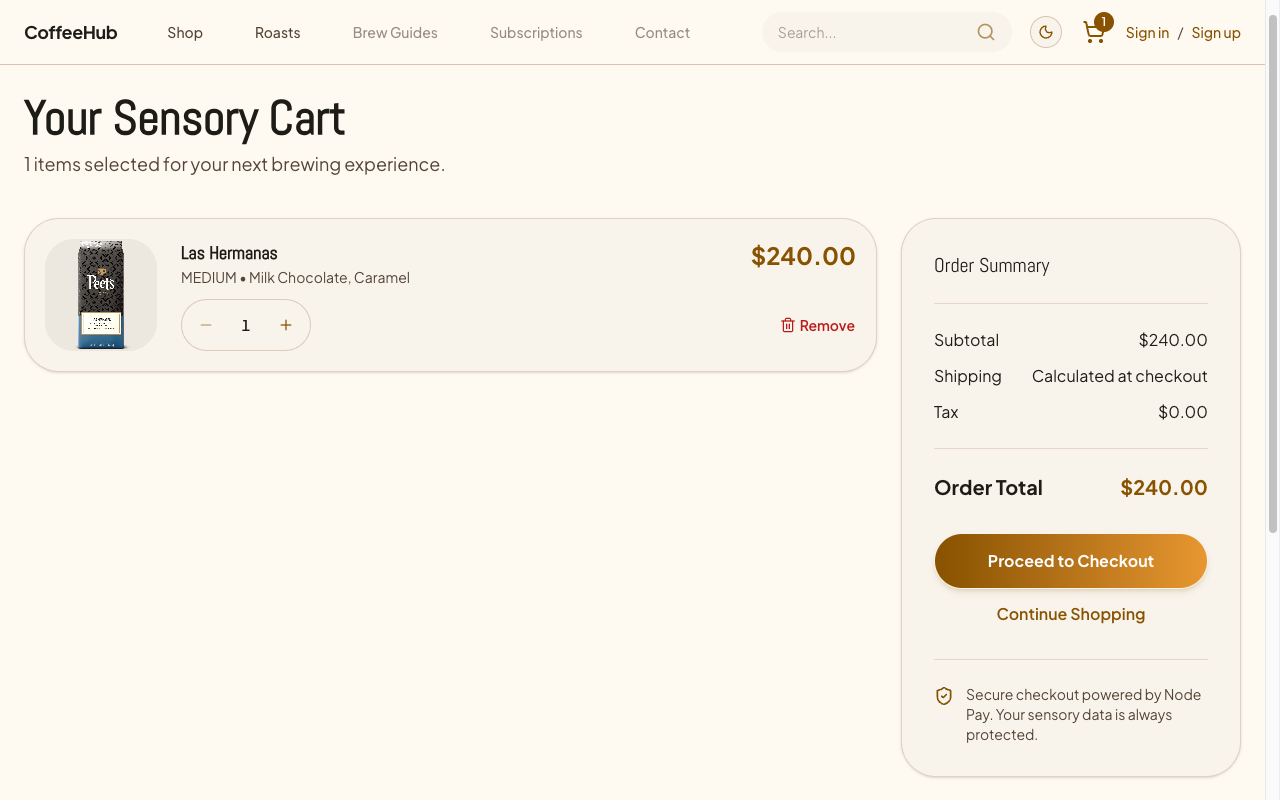 CoffeeHub Shop Roasts Brew Guides Subscriptions Contact Search... 1 Sign in / Sign up
Your Sensory Cart
1 items selected for your next brewing experience.
Peet's
Las Hermanas
MEDIUM • Milk Chocolate, Caramel
1
$240.00
Remove
Order Summary
Subtotal $240.00
Shipping Calculated at checkout
Tax $0.00
Order Total $240.00
Proceed to Checkout
Continue Shopping
Secure checkout powered by Node
Pay. Your sensory data is always
protected.